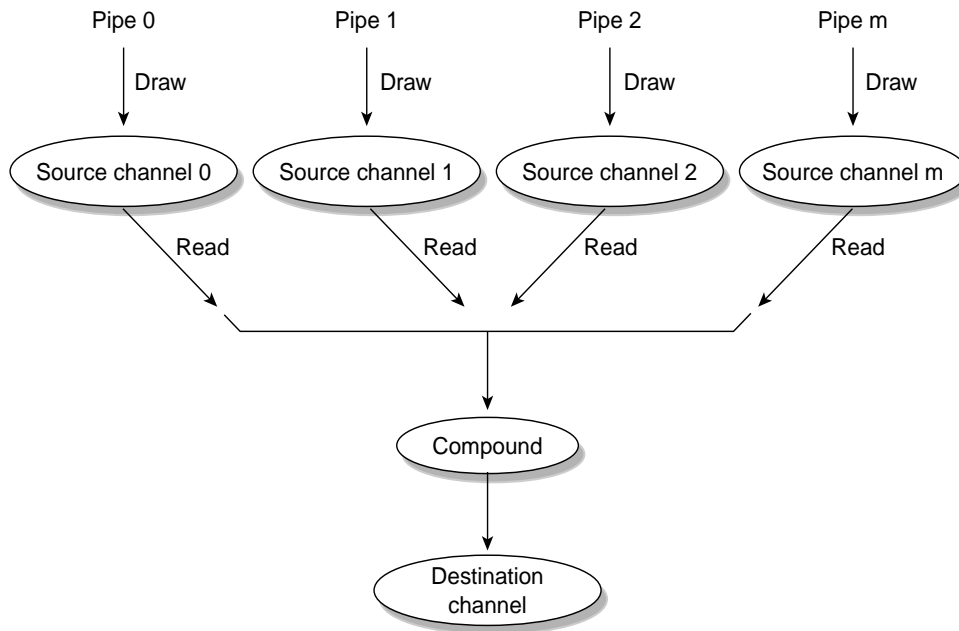 Pipe 0 Pipe 1 Pipe 2 Pipe m
Draw Draw Draw Draw
Source channel 0 Source channel 1 Source channel 2 Source channel m
Read Read Read Read
Compound
Destination
channel